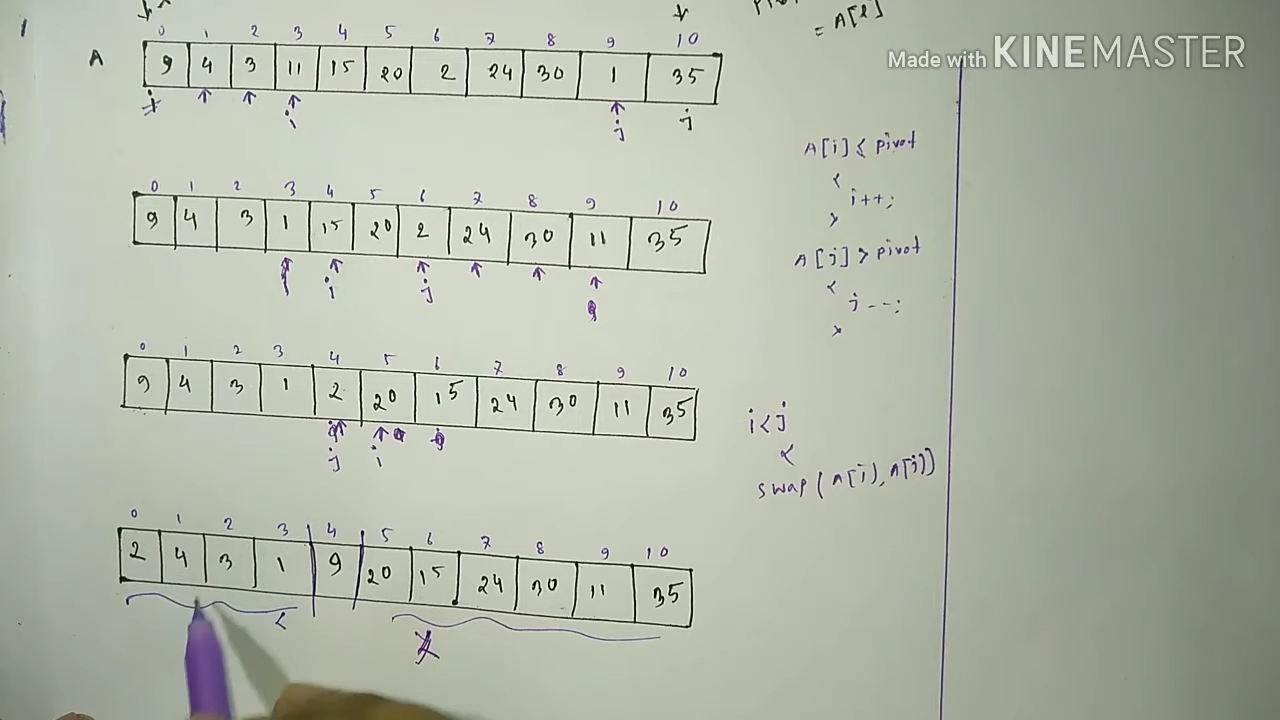 = A[l]
Made with KINEMASTER
0 1 2 3 4 5 6 7 8 9 10
A 9 4 3 11 15 20 2 24 30 1 35
i j j
A[i] ≤ pivot
{
i++;
}
A[j] > pivot
{
j--;
}
0 1 2 3 4 5 6 7 8 9 10
9 4 3 1 15 20 2 24 30 11 35
i j
0 1 2 3 4 5 6 7 8 9 10
9 4 3 1 2 20 15 24 30 11 35
j i
i < j
{
swap(A[i], A[j])
0 1 2 3 4 5 6 7 8 9 10
2 4 3 1 9 20 15 24 30 11 35
<